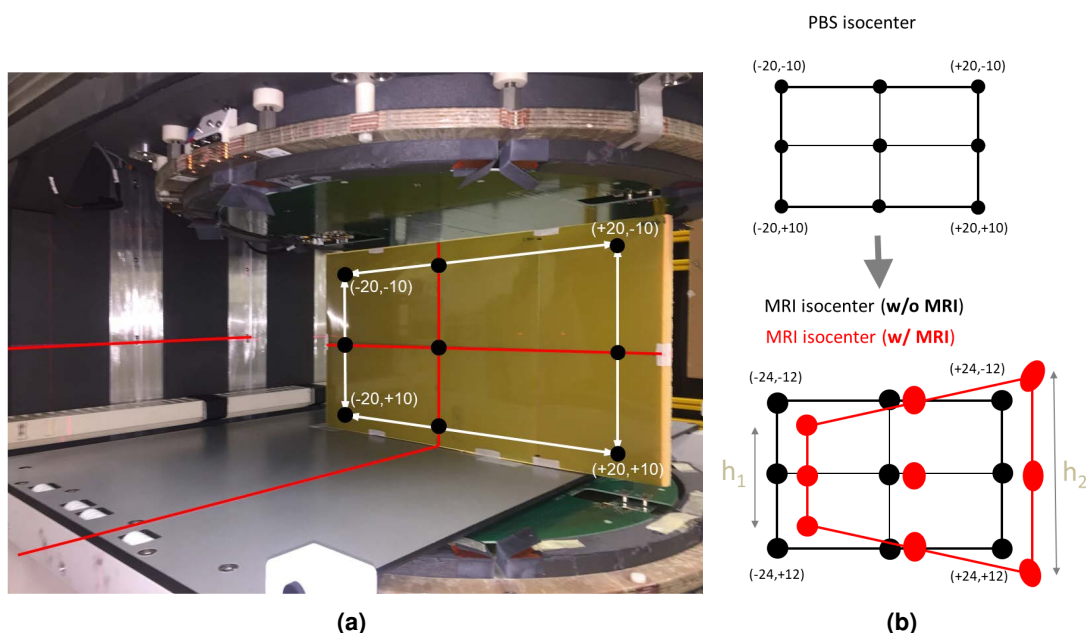 PBS isocenter
(-20,-10) (+20,-10)
(-20,+10) (+20,+10)
MRI isocenter (w/o MRI)
MRI isocenter (w/ MRI)
(-24,-12) (+24,-12)
h1 h2
(-24,+12) (+24,+12)
(+20,-10)
(-20,-10)
(-20,+10)
(+20,+10)
(a) (b)